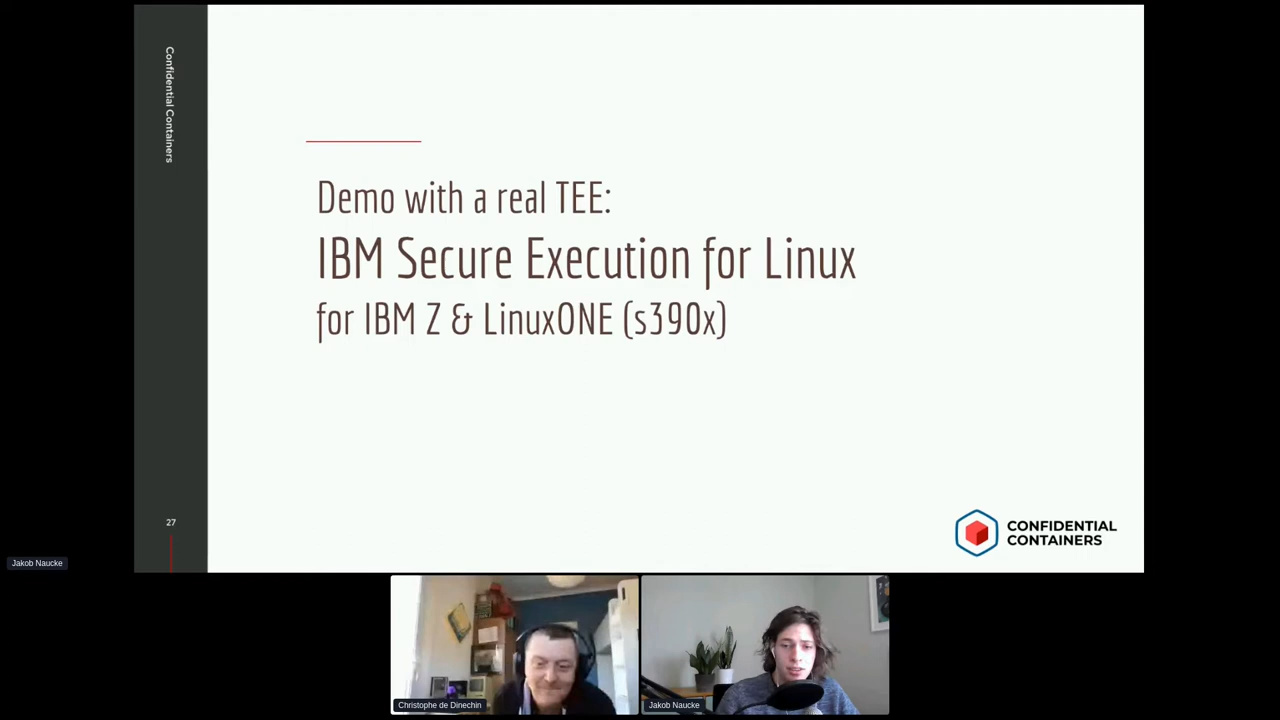 Confidential Containers
Demo with a real TEE:
IBM Secure Execution for Linux
for IBM Z & LinuxONE (s390x)
27
CONFIDENTIAL
CONTAINERS
Jakob Naucke
Christophe de Dinechin
Jakob Naucke